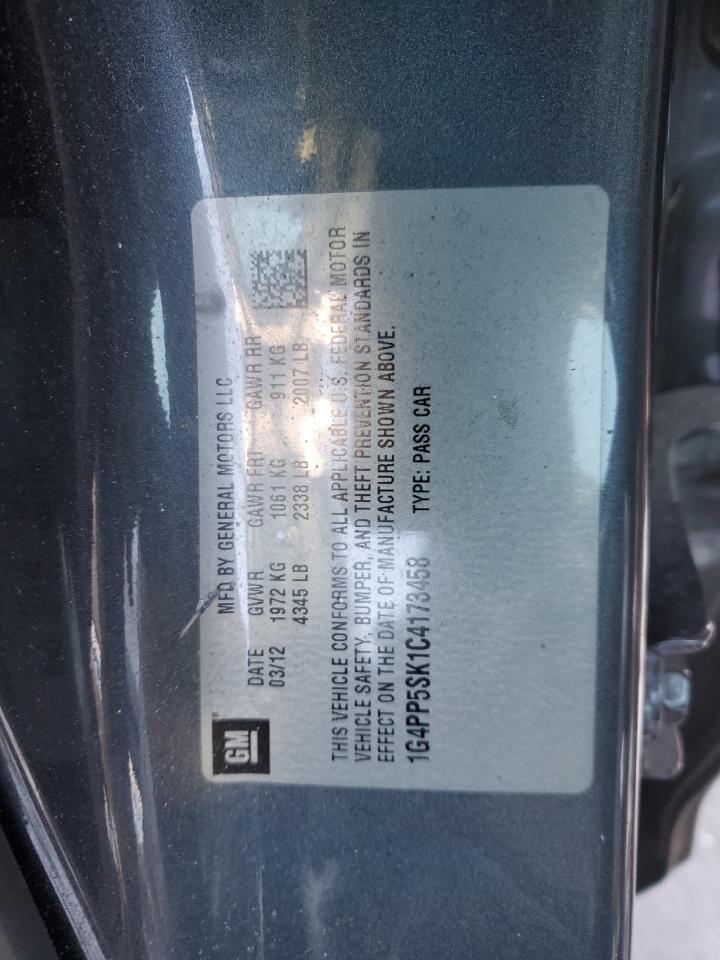 GM
MFD BY GENERAL MOTORS LLC
DATE GVWR GAWR FRT GAWR RR
03/12 1972 KG 1061 KG 911 KG
4345 LB 2338 LB 2007 LB
THIS VEHICLE CONFORMS TO ALL APPLICABLE U.S. FEDERAL MOTOR
VEHICLE SAFETY, BUMPER, AND THEFT PREVENTION STANDARDS IN
EFFECT ON THE DATE OF MANUFACTURE SHOWN ABOVE.
1G4PP5SK1C4173458 TYPE: PASS CAR